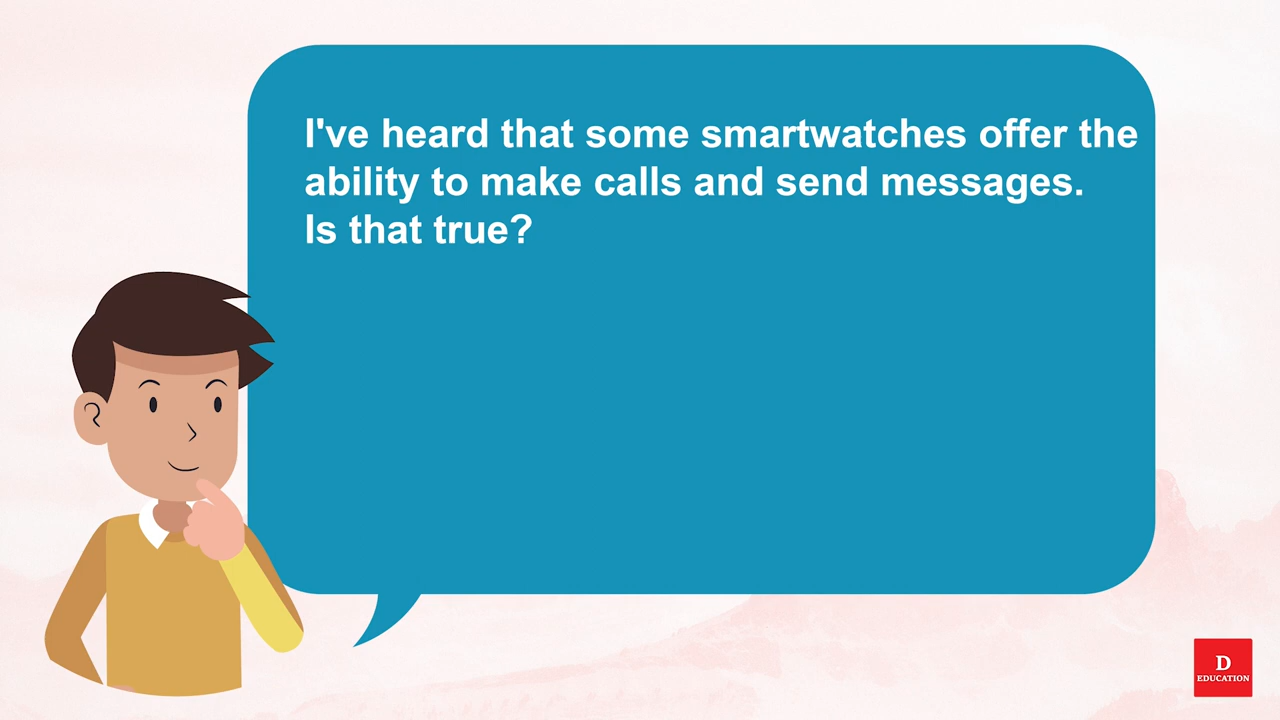 I've heard that some smartwatches offer the
ability to make calls and send messages.
Is that true?
D
EDUCATION